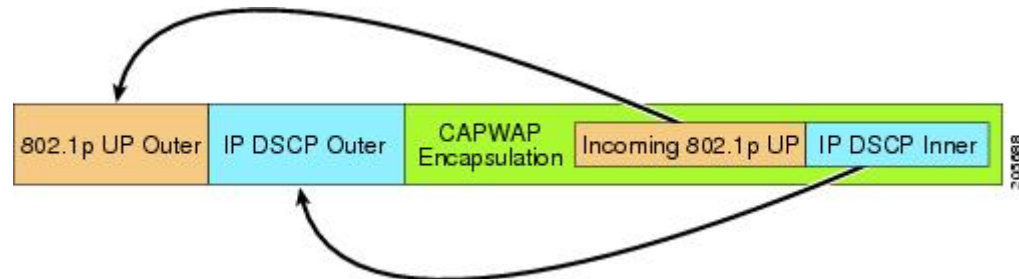 802.1p UP Outer
IP DSCP Outer
CAPWAP
Encapsulation
Incoming 802.1p UP
IP DSCP Inner